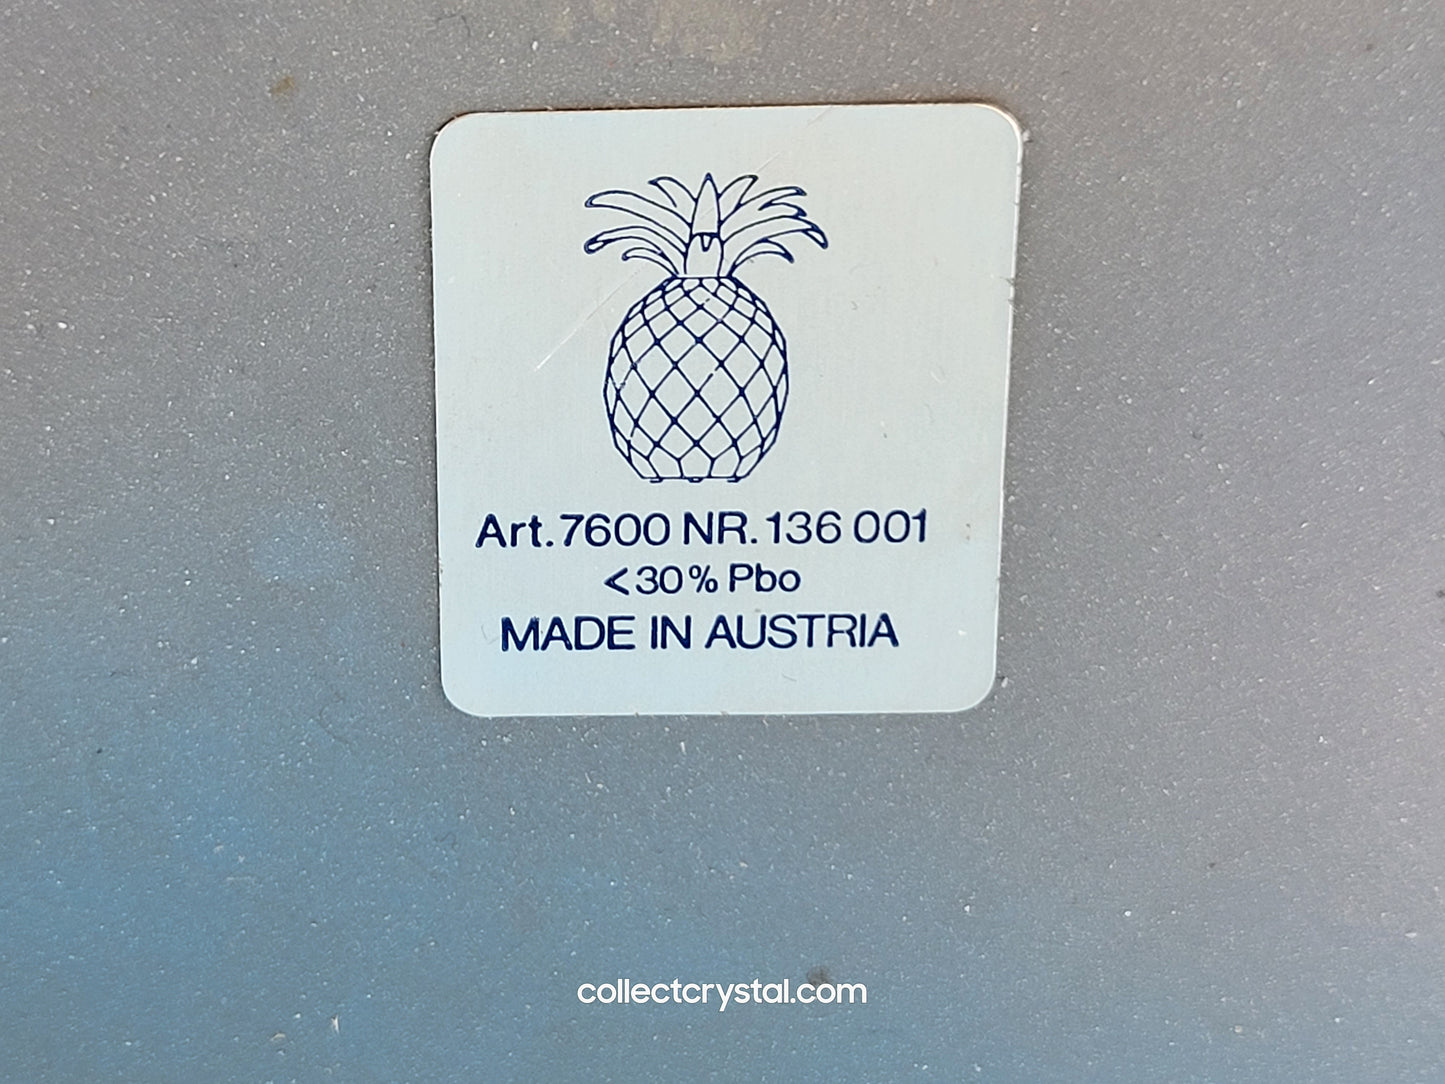 Art.7600 NR.136 001
<30% Pbo
MADE IN AUSTRIA
collectcrystal.com